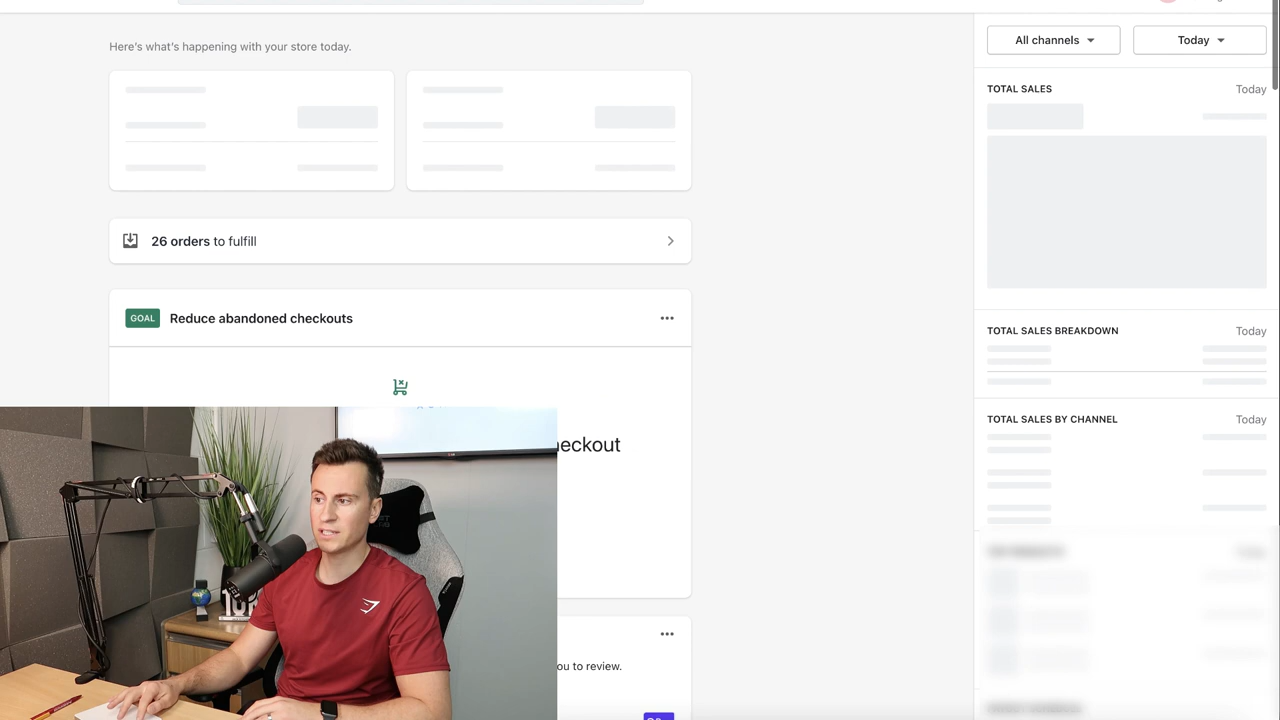 Here's what's happening with your store today.
All channels
Today
TOTAL SALES
Today
26 orders to fulfill
GOAL
Reduce abandoned checkouts
TOTAL SALES BREAKDOWN
Today
TOTAL SALES BY CHANNEL
Today
ou to review.